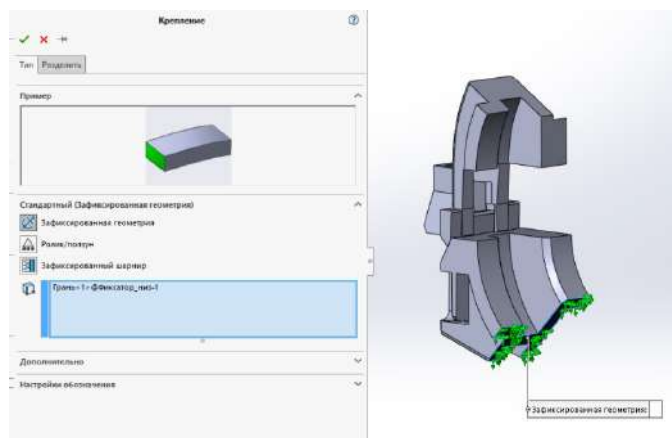 Крепление
Тип Разделить
Пример
Стандартный (Зафиксированная геометрия)
Зафиксированная геометрия
Ролик/ползун
Зафиксированный шарнир
Грань<1>@Фиксатор_низ-1
Дополнительно
Настройки обозначения
Зафиксированная геометрия: